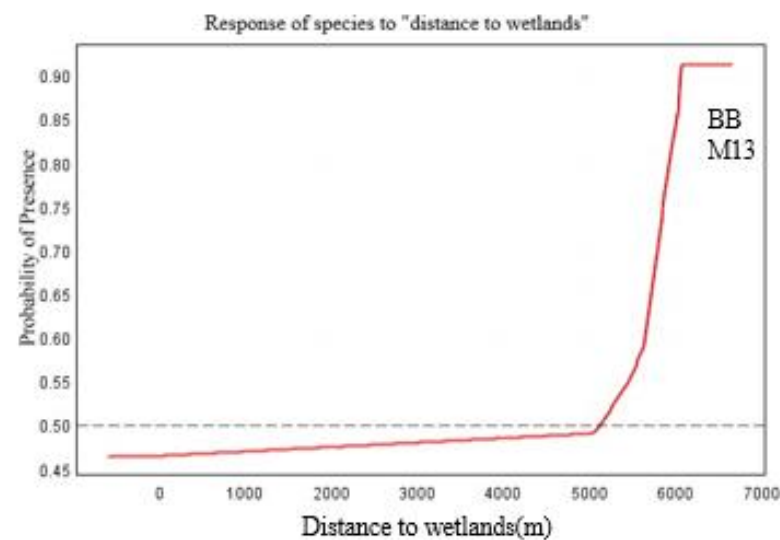 Response of species to "distance to wetlands"
Probability of Presence
0.90
0.85
0.80
0.75
0.70
0.65
0.60
0.55
0.50
0.45
BB
M13
0 1000 2000 3000 4000 5000 6000 7000
Distance to wetlands(m)